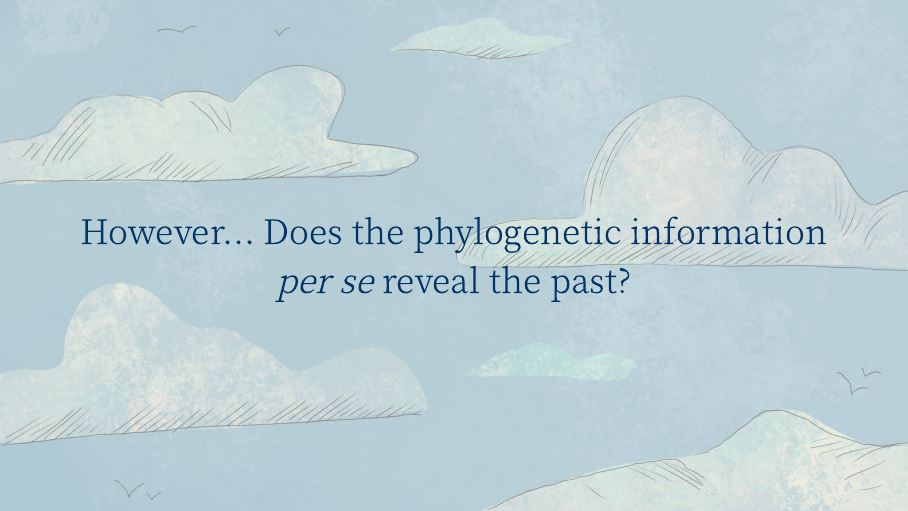 However… Does the phylogenetic information
per se reveal the past?